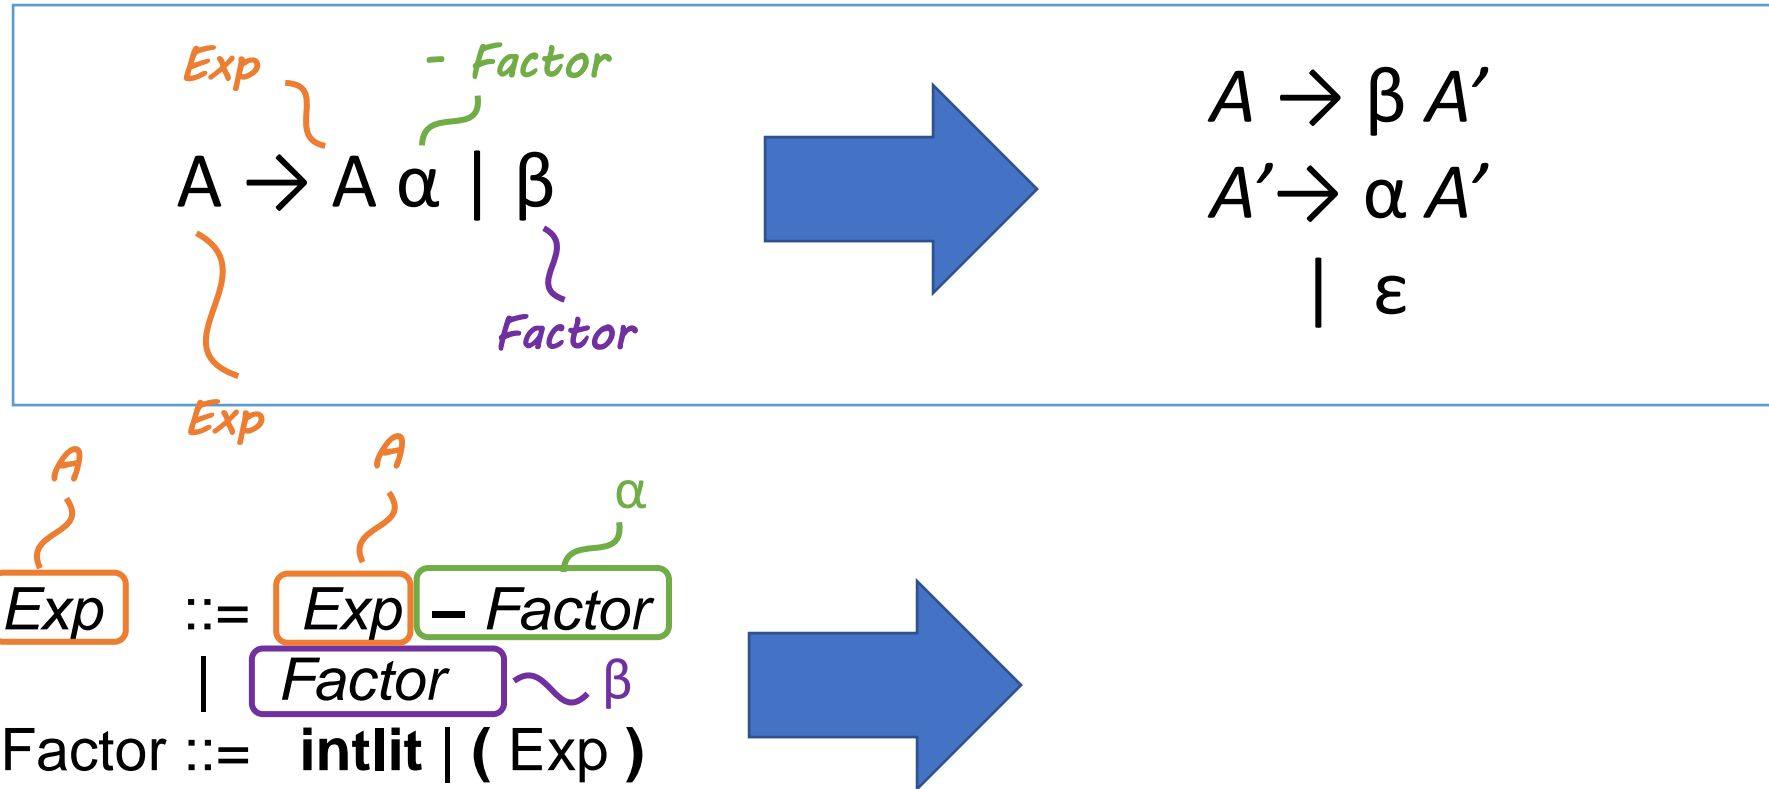 Exp
- Factor
A → A α | β
Factor
Exp
A → β A’
A’→ α A’
| ε
A
A
α
Exp ::= Exp – Factor
| Factor
β
Factor ::= intlit | ( Exp )